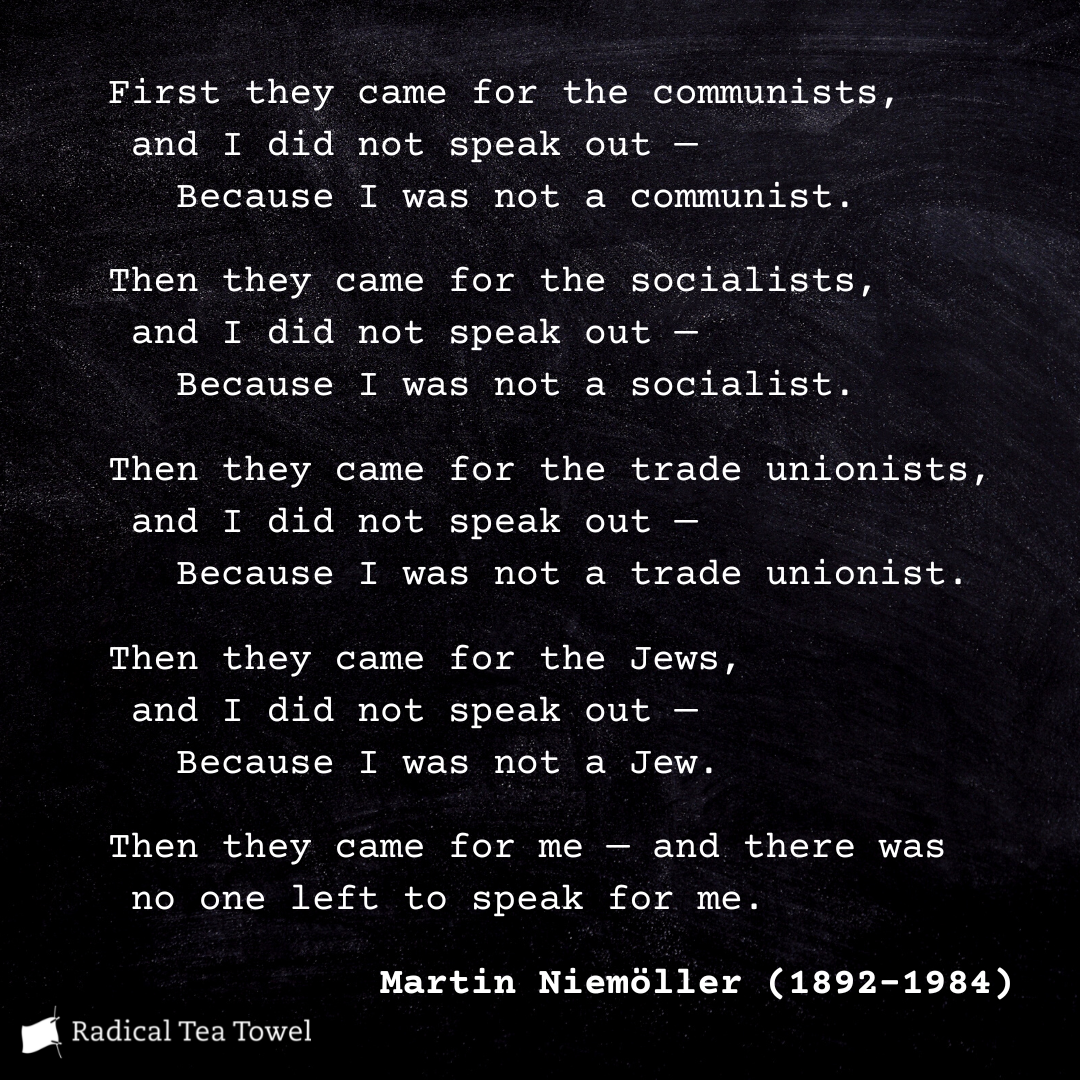 First they came for the communists,
and I did not speak out —
Because I was not a communist.
Then they came for the socialists,
and I did not speak out —
Because I was not a socialist.
Then they came for the trade unionists,
and I did not speak out —
Because I was not a trade unionist.
Then they came for the Jews,
and I did not speak out —
Because I was not a Jew.
Then they came for me — and there was
no one left to speak for me.
Martin Niemöller (1892–1984)
Radical Tea Towel